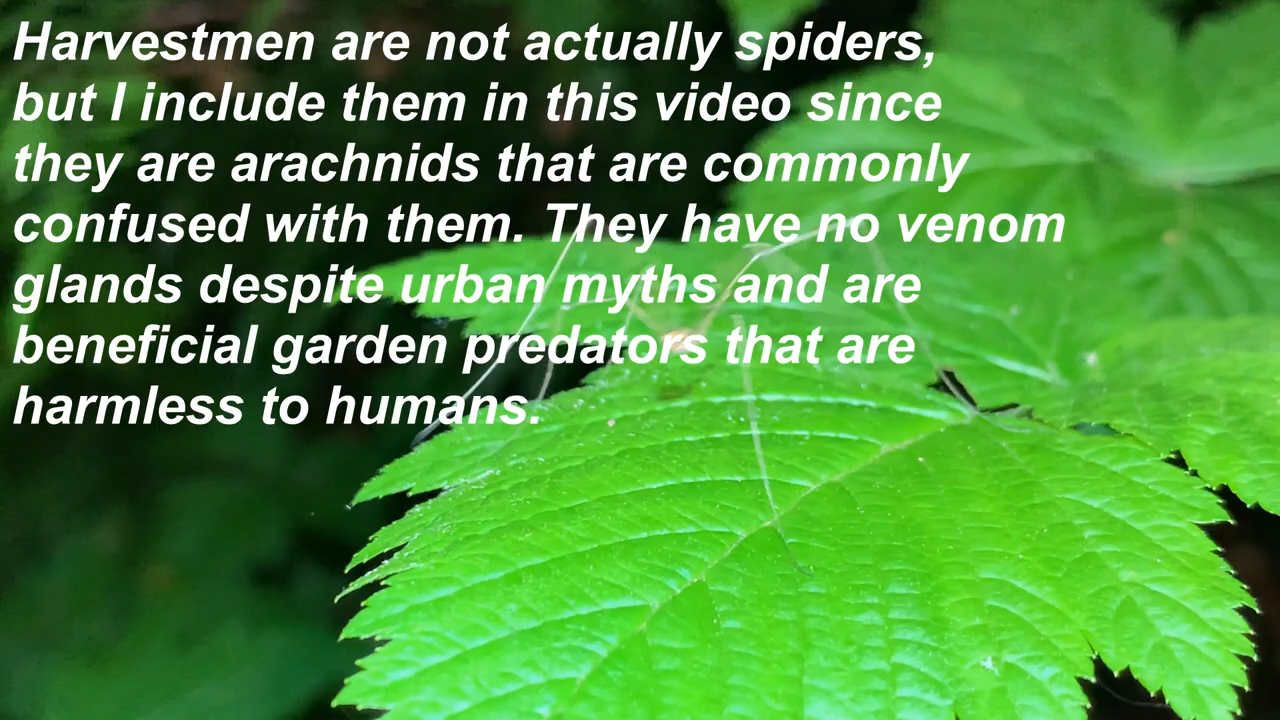 Harvestmen are not actually spiders,
but I include them in this video since
they are arachnids that are commonly
confused with them. They have no venom
glands despite urban myths and are
beneficial garden predators that are
harmless to humans.